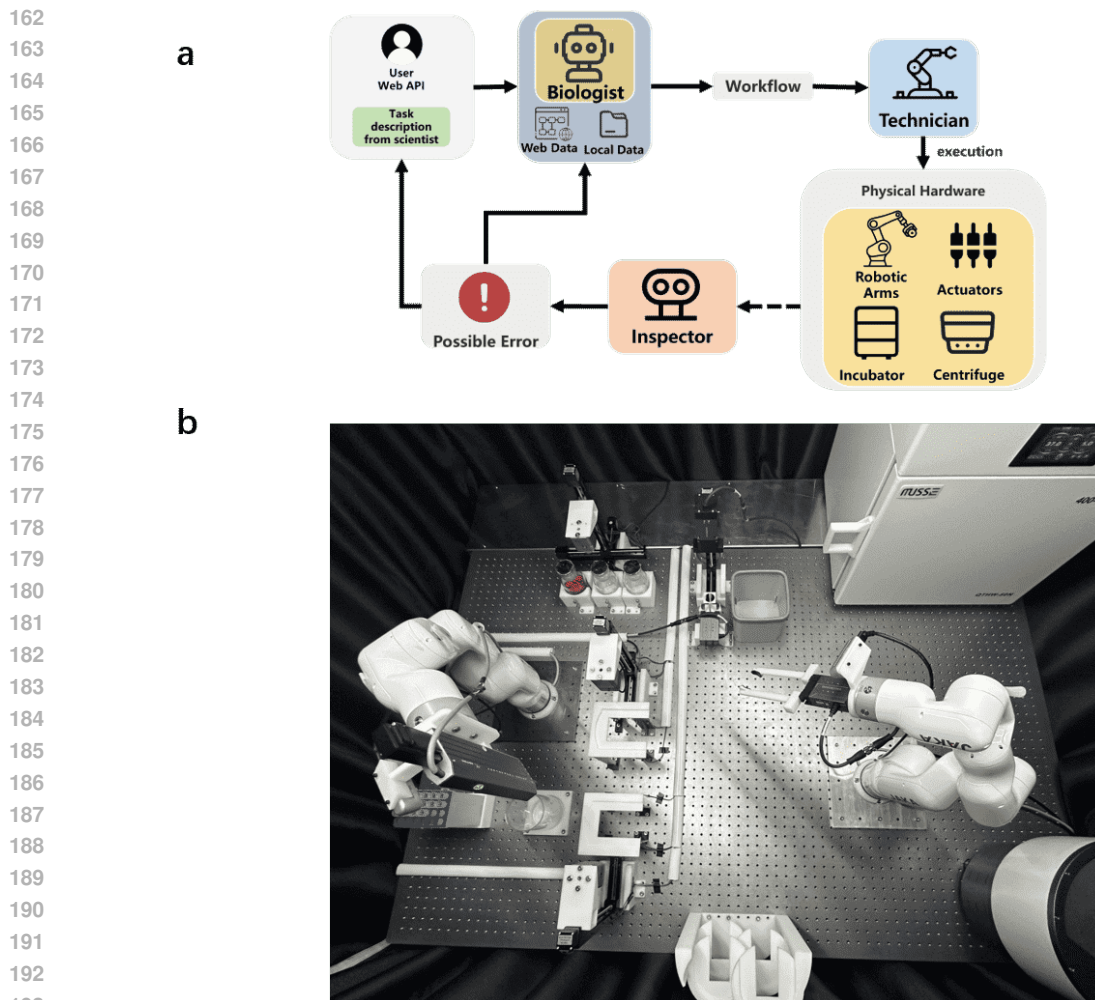 162
163
164
165
166
167
168
169
170
171
172
173
174
175
176
177
178
179
180
181
182
183
184
185
186
187
188
189
190
191
192
a
User
Web API
Task
description
from scientist
Biologist
Web Data
Local Data
Workflow
Technician
execution
Physical Hardware
Robotic
Arms
Actuators
Incubator
Centrifuge
Inspector
Possible Error
b
JAKA